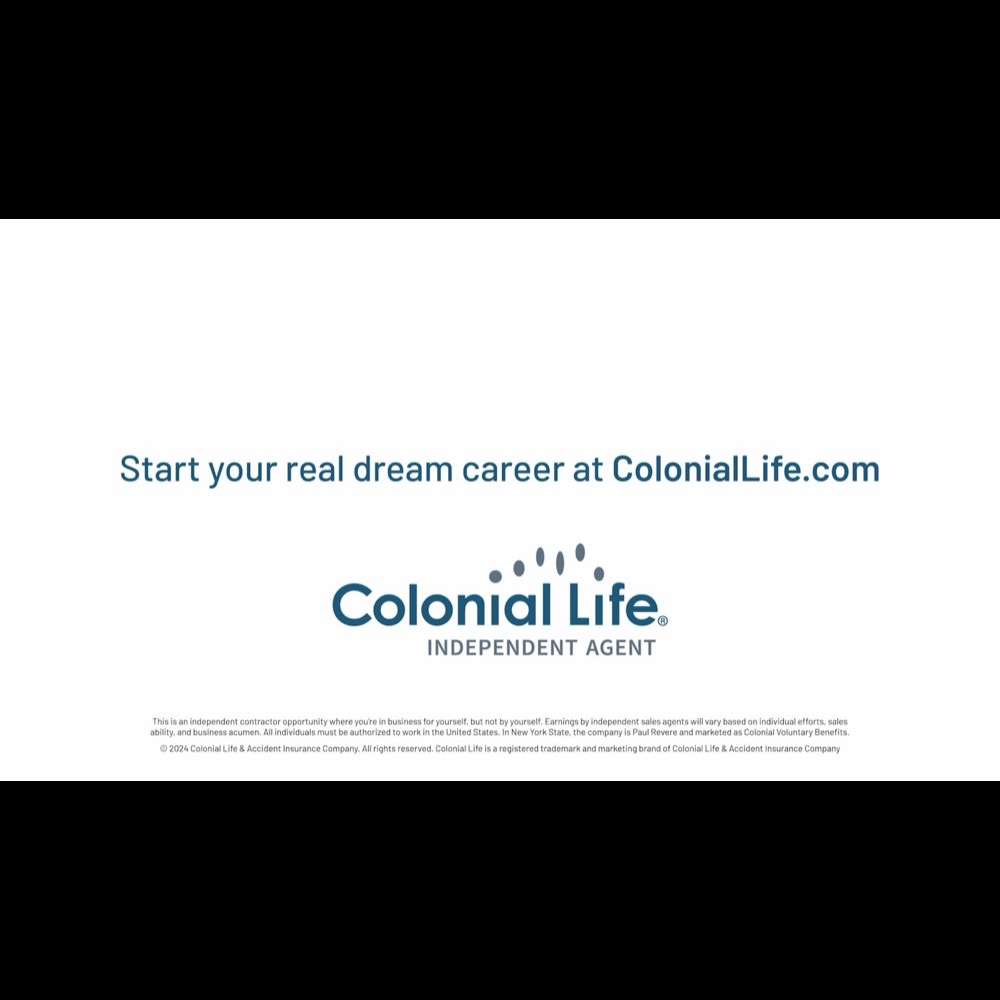 Start your real dream career at ColonialLife.com
Colonial Life®
INDEPENDENT AGENT
This is an independent contractor opportunity where you're in business for yourself, but not by yourself. Earnings by independent sales agents will vary based on individual efforts, sales
ability, and business acumen. All individuals must be authorized to work in the United States. In New York State, the company is Paul Revere and marketed as Colonial Voluntary Benefits.
© 2024 Colonial Life & Accident Insurance Company. All rights reserved. Colonial Life is a registered trademark and marketing brand of Colonial Life & Accident Insurance Company